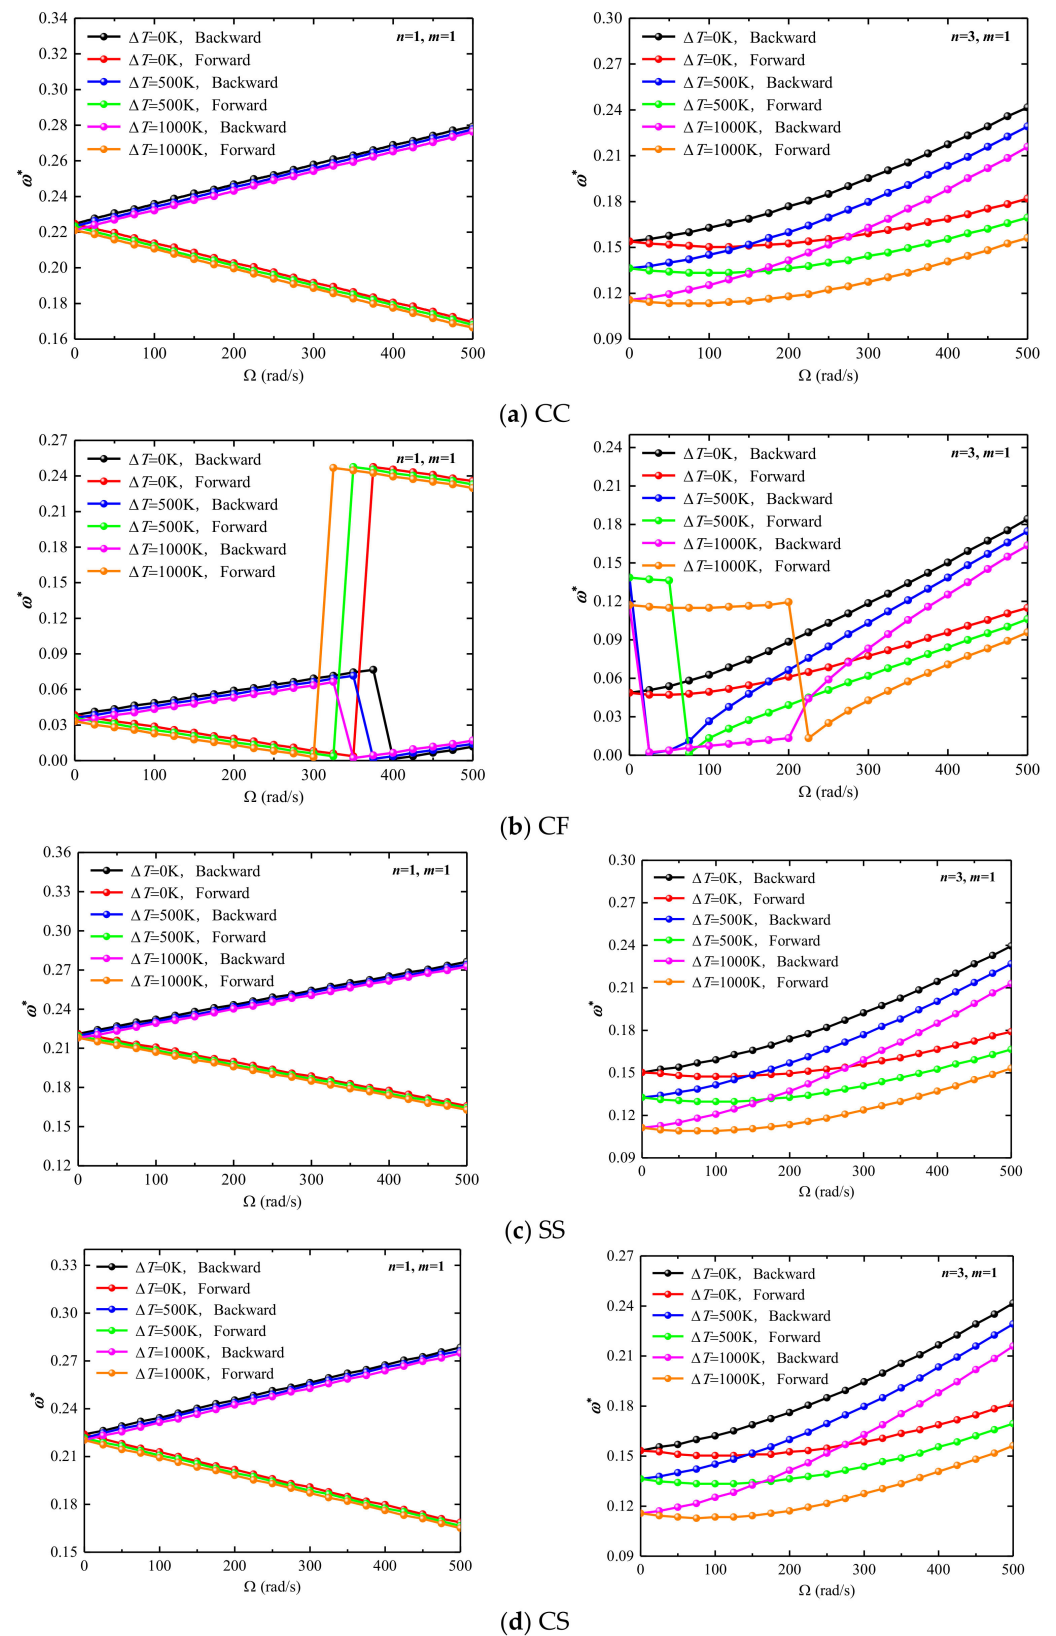 0.34
0.32
0.30
0.28
0.26
0.24
0.22
0.20
0.18
0.16
ω*
ΔT=0K, Backward
ΔT=0K, Forward
ΔT=500K, Backward
ΔT=500K, Forward
ΔT=1000K, Backward
ΔT=1000K, Forward
n=1, m=1
0 100 200 300 400 500
Ω (rad/s)
0.30
0.27
0.24
0.21
0.18
0.15
0.12
0.09
ω*
ΔT=0K, Backward
ΔT=0K, Forward
ΔT=500K, Backward
ΔT=500K, Forward
ΔT=1000K, Backward
ΔT=1000K, Forward
n=3, m=1
0 100 200 300 400 500
Ω (rad/s)
(a) CC
0.27
0.24
0.21
0.18
0.15
0.12
0.09
0.06
0.03
0.00
ω*
ΔT=0K, Backward
ΔT=0K, Forward
ΔT=500K, Backward
ΔT=500K, Forward
ΔT=1000K, Backward
ΔT=1000K, Forward
n=1, m=1
0 100 200 300 400 500
Ω (rad/s)
0.24
0.21
0.18
0.15
0.12
0.09
0.06
0.03
0.00
ω*
ΔT=0K, Backward
ΔT=0K, Forward
ΔT=500K, Backward
ΔT=500K, Forward
ΔT=1000K, Backward
ΔT=1000K, Forward
n=3, m=1
0 100 200 300 400 500
Ω (rad/s)
(b) CF
0.36
0.33
0.30
0.27
0.24
0.21
0.18
0.15
0.12
ω*
ΔT=0K, Backward
ΔT=0K, Forward
ΔT=500K, Backward
ΔT=500K, Forward
ΔT=1000K, Backward
ΔT=1000K, Forward
n=1, m=1
0 100 200 300 400 500
Ω (rad/s)
0.30
0.27
0.24
0.21
0.18
0.15
0.12
0.09
ω*
ΔT=0K, Backward
ΔT=0K, Forward
ΔT=500K, Backward
ΔT=500K, Forward
ΔT=1000K, Backward
ΔT=1000K, Forward
n=3, m=1
0 100 200 300 400 500
Ω (rad/s)
(c) SS
0.33
0.30
0.27
0.24
0.21
0.18
0.15
ω*
ΔT=0K, Backward
ΔT=0K, Forward
ΔT=500K, Backward
ΔT=500K, Forward
ΔT=1000K, Backward
ΔT=1000K, Forward
n=1, m=1
0 100 200 300 400 500
Ω (rad/s)
0.27
0.24
0.21
0.18
0.15
0.12
0.09
ω*
ΔT=0K, Backward
ΔT=0K, Forward
ΔT=500K, Backward
ΔT=500K, Forward
ΔT=1000K, Backward
ΔT=1000K, Forward
n=3, m=1
0 100 200 300 400 500
Ω (rad/s)
(d) CS